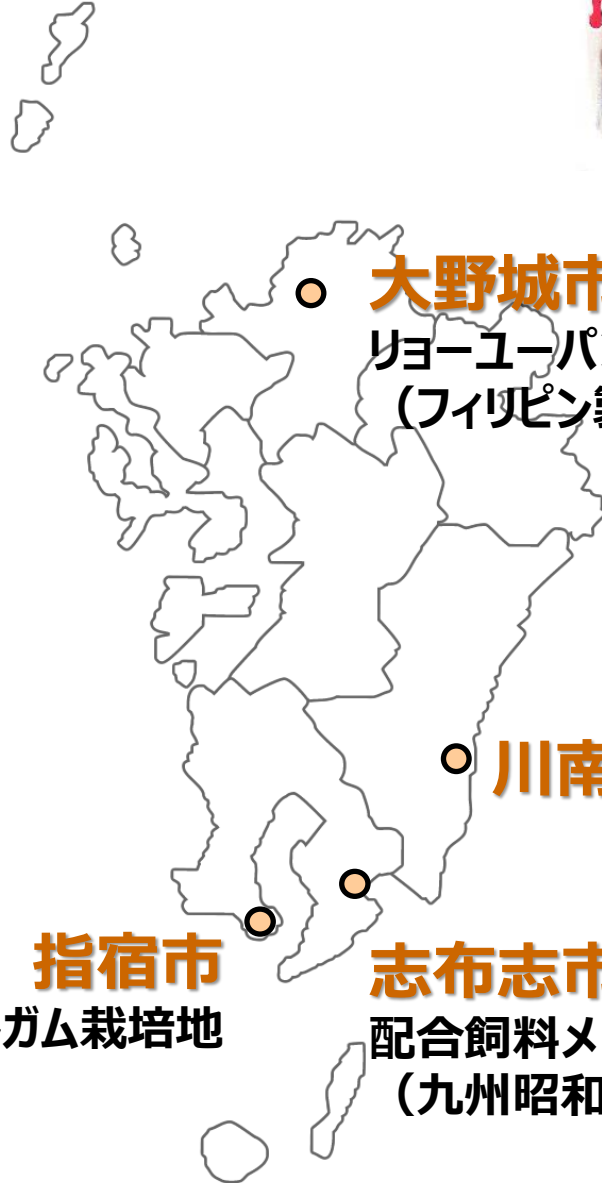 大野城市
リョーユーパン
（フィリピン
川南
指宿市
ガム栽培地
志布志市
配合飼料メ
（九州昭和